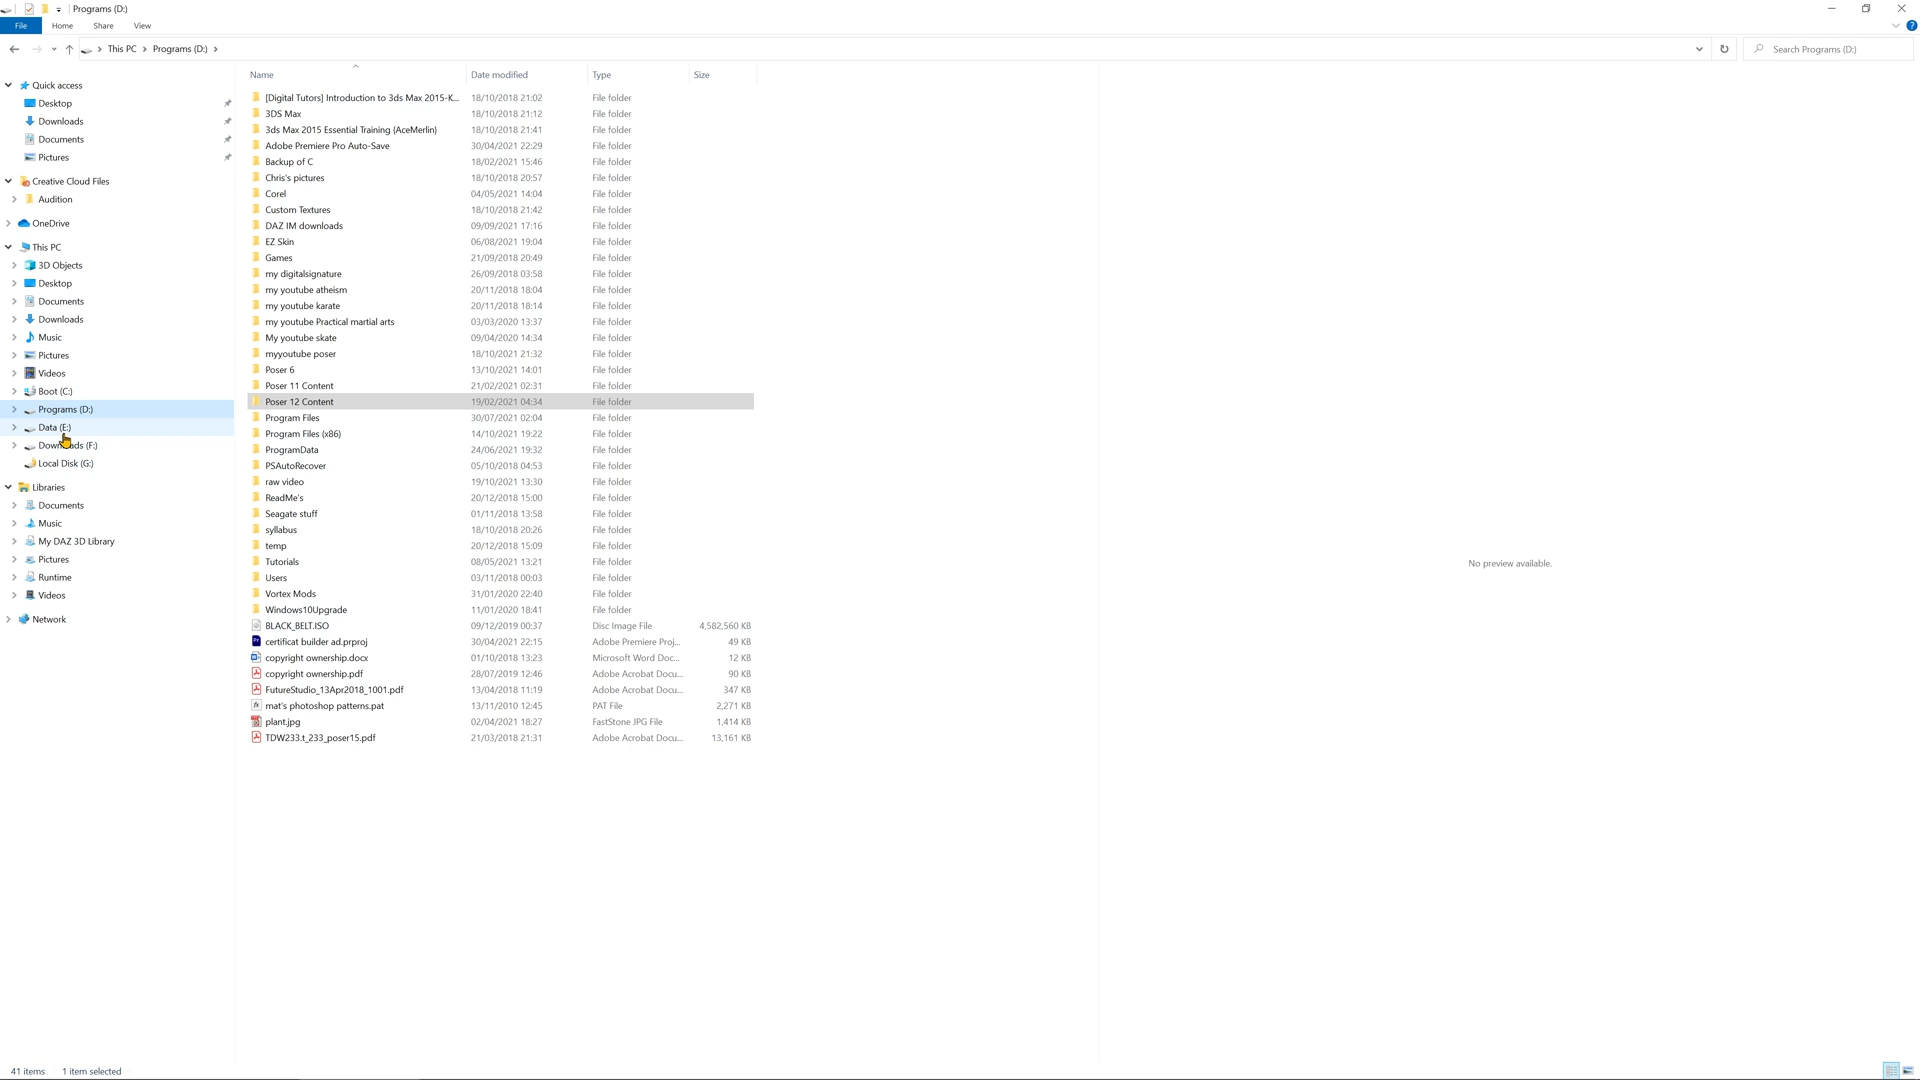 Programs (D:)
File Home Share View
This PC Programs (D:)
Search Programs (D:)
Name Date modified Type Size
Quick access
Desktop
Downloads
Documents
Pictures
Creative Cloud Files
Audition
OneDrive
This PC
3D Objects
Desktop
Documents
Downloads
Music
Pictures
Videos
Boot (C:)
Programs (D:)
Data (E:)
Downloads (F:)
Local Disk (G:)
Libraries
Documents
Music
My DAZ 3D Library
Pictures
Runtime
Videos
Network
[Digital Tutors] Introduction to 3ds Max 2015-K... 18/10/2018 21:02 File folder
3DS Max 18/10/2018 21:12 File folder
3ds Max 2015 Essential Training {AceMerlin} 18/10/2018 21:41 File folder
Adobe Premiere Pro Auto-Save 30/04/2021 22:29 File folder
Backup of C 18/02/2021 15:46 File folder
Chris's pictures 18/10/2018 20:57 File folder
Corel 04/05/2021 14:04 File folder
Custom Textures 18/10/2018 21:42 File folder
DAZ IM downloads 09/09/2021 17:16 File folder
EZ Skin 06/08/2021 19:04 File folder
Games 21/09/2018 20:49 File folder
my digitalsignature 26/09/2018 03:58 File folder
my youtube atheism 20/11/2018 18:04 File folder
my youtube karate 20/11/2018 18:14 File folder
my youtube Practical martial arts 03/03/2020 13:37 File folder
My youtube skate 09/04/2020 14:34 File folder
myyoutube poser 18/10/2021 21:32 File folder
Poser 6 13/10/2021 14:01 File folder
Poser 11 Content 21/02/2021 02:31 File folder
Poser 12 Content 19/02/2021 04:34 File folder
Program Files 30/07/2021 02:04 File folder
Program Files (x86) 14/10/2021 19:22 File folder
ProgramData 24/06/2021 19:32 File folder
PSAutoRecover 05/10/2018 04:53 File folder
raw video 19/10/2021 13:30 File folder
ReadMe's 20/12/2018 15:00 File folder
Seagate stuff 01/11/2018 13:58 File folder
syllabus 18/10/2018 20:26 File folder
temp 20/12/2018 15:09 File folder
Tutorials 08/05/2021 13:21 File folder
Users 03/11/2018 00:03 File folder
Vortex Mods 31/01/2020 22:40 File folder
Windows10Upgrade 11/01/2020 18:41 File folder
BLACK_BELT.ISO 09/12/2019 00:37 Disc Image File 4,582,560 KB
certificat builder ad.prproj 30/04/2021 22:15 Adobe Premiere Proj... 49 KB
copyright ownership.docx 01/10/2018 13:23 Microsoft Word Doc... 12 KB
copyright ownership.pdf 28/07/2019 12:46 Adobe Acrobat Docu... 90 KB
FutureStudio_13Apr2018_1001.pdf 13/04/2018 11:19 Adobe Acrobat Docu... 347 KB
mat's photoshop patterns.pat 13/11/2010 12:45 PAT File 2,271 KB
plant.jpg 02/04/2021 18:27 FastStone JPG File 1,414 KB
TDW233.t_233_poser15.pdf 21/03/2018 21:31 Adobe Acrobat Docu... 13,161 KB
No preview available.
41 items 1 item selected